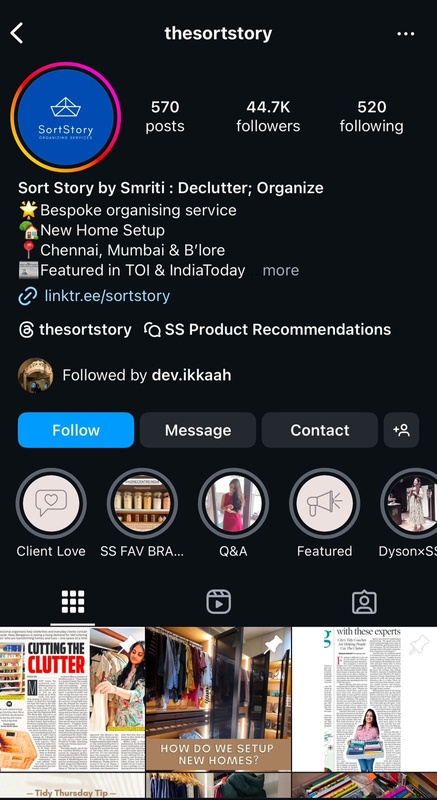 thesortstory
SortStory
ORGANIZING SERVICES
570
posts
44.7K
followers
520
following
Sort Story by Smriti : Declutter; Organize
🌟Bespoke organising service
🏡New Home Setup
📍Chennai, Mumbai & B’lore
📰Featured in TOI & IndiaToday more
linktr.ee/sortstory
thesortstory
SS Product Recommendations
Followed by dev.ikkaah
Follow
Message
Contact
Client Love
SS FAV BRA...
Q&A
Featured
Dyson×SS
CUTTING THE
CLUTTER
HOW DO WE SETUP
NEW HOMES?
with these experts
— Tidy Thursday Tip —